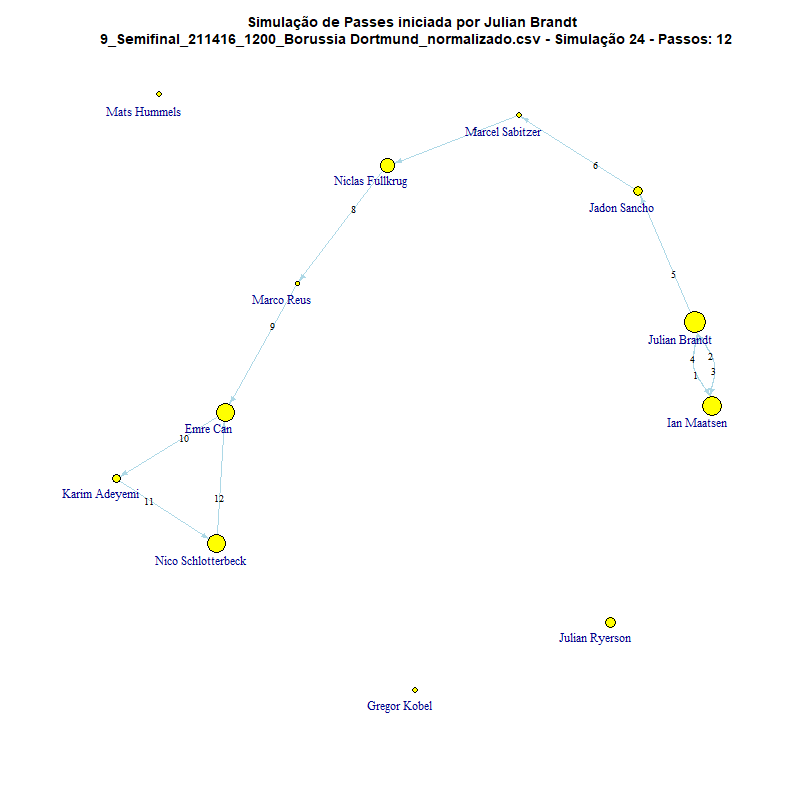 Simulação de Passes iniciada por Julian Brandt
9_Semifinal_211416_1200_Borussia Dortmund_normalizado.csv - Simulação 24 - Passos: 12
Mats Hummels
Marcel Sabitzer
6
Niclas Fullkrug
Jadon Sancho
8
5
Marco Reus
9
Julian Brandt
4
2
1
3
Ian Maatsen
Emre Can
10
Karim Adeyemi
11
12
Nico Schlotterbeck
Julian Ryerson
Gregor Kobel